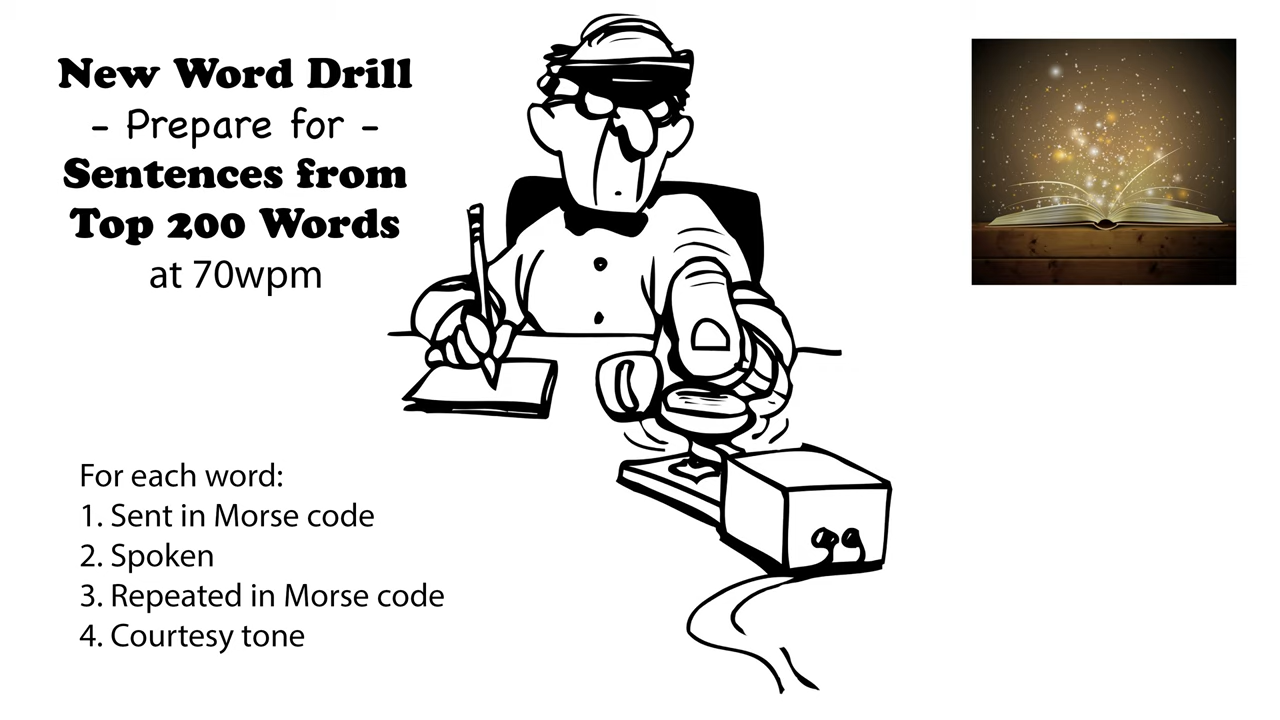 New Word Drill
- Prepare for -
Sentences from
Top 200 Words
at 70wpm
For each word:
1. Sent in Morse code
2. Spoken
3. Repeated in Morse code
4. Courtesy tone